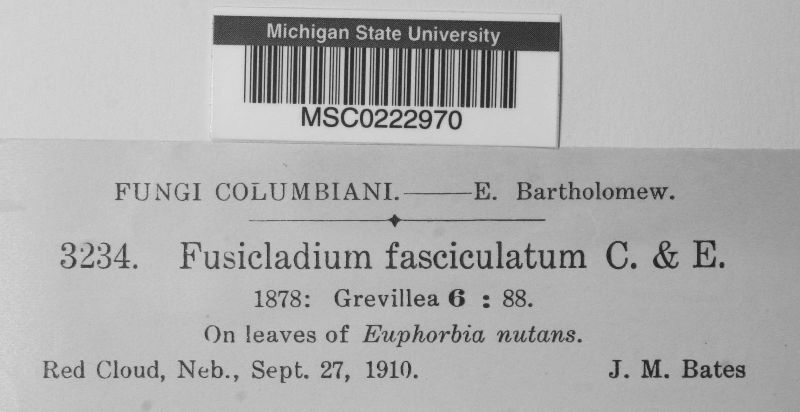 Michigan State University
MSC0222970
FUNGI COLUMBIANI.——E. Bartholomew.
3234. Fusicladium fasciculatum C. & E.
1878: Grevillea 6 : 88.
On leaves of Euphorbia nutans.
Red Cloud, Neb., Sept. 27, 1910. J. M. Bates